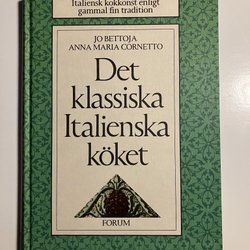 Italiensk kokkonst enligt
gammal fin tradition
JO BETTOJA
ANNA MARIA CORNETTO
Det
klassiska
Italienska
köket
FORUM